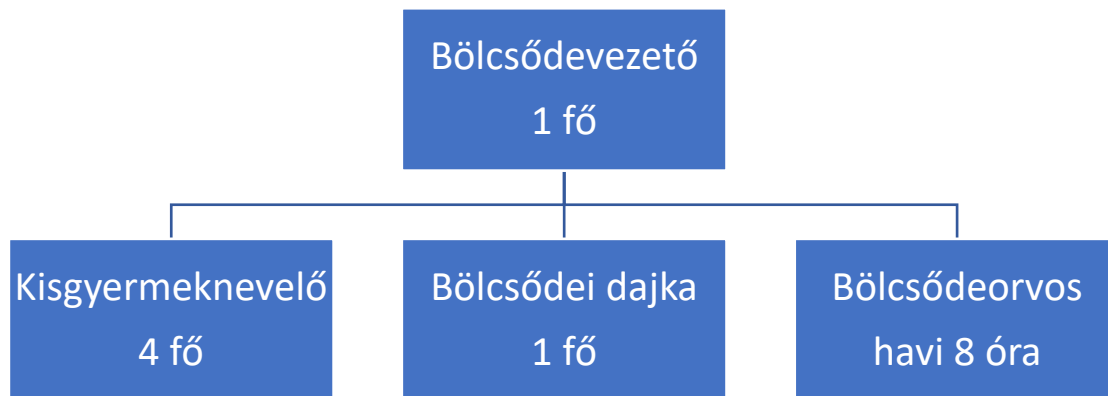 Bölcsődevezető
1 fő
Kisgyermeknevelő
4 fő
Bölcsődei dajka
1 fő
Bölcsődeorvos
havi 8 óra